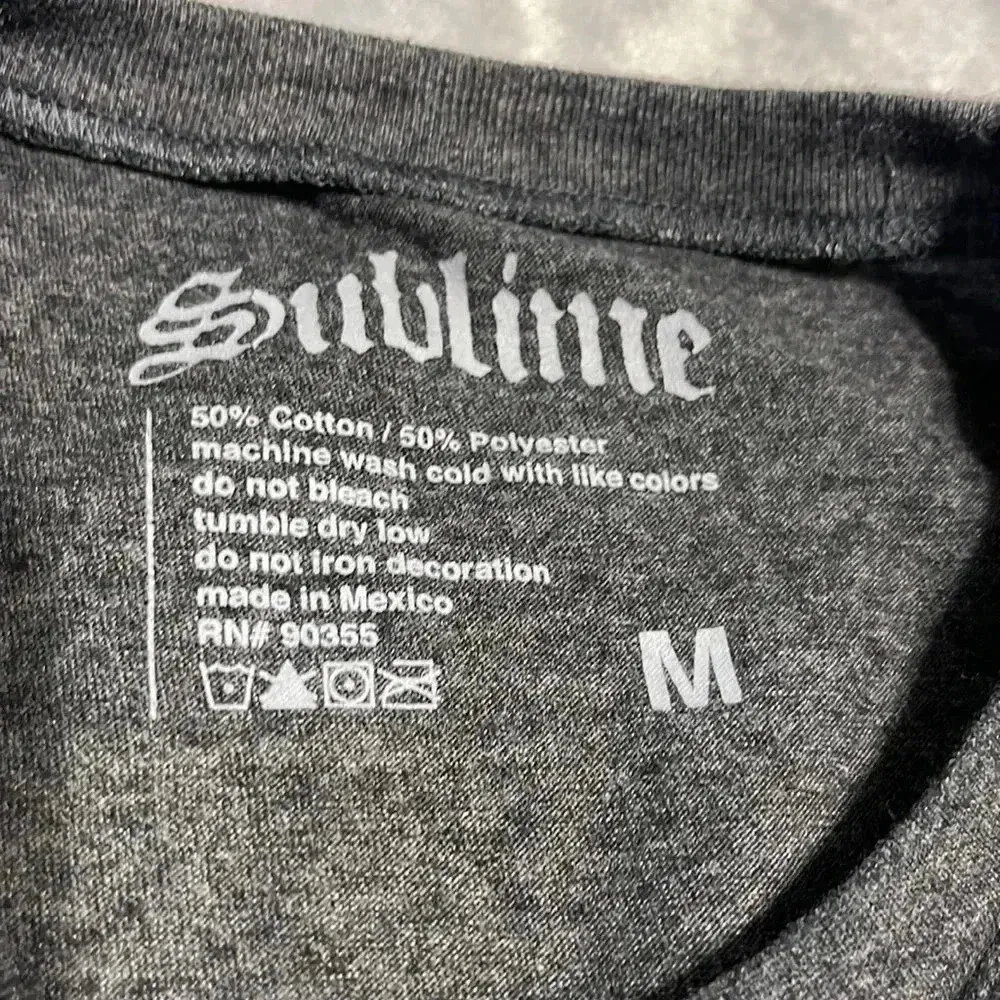 Sublime
50% Cotton / 50% Polyester
machine wash cold with like colors
do not bleach
tumble dry low
do not iron decoration
made in Mexico
RN# 90355
M